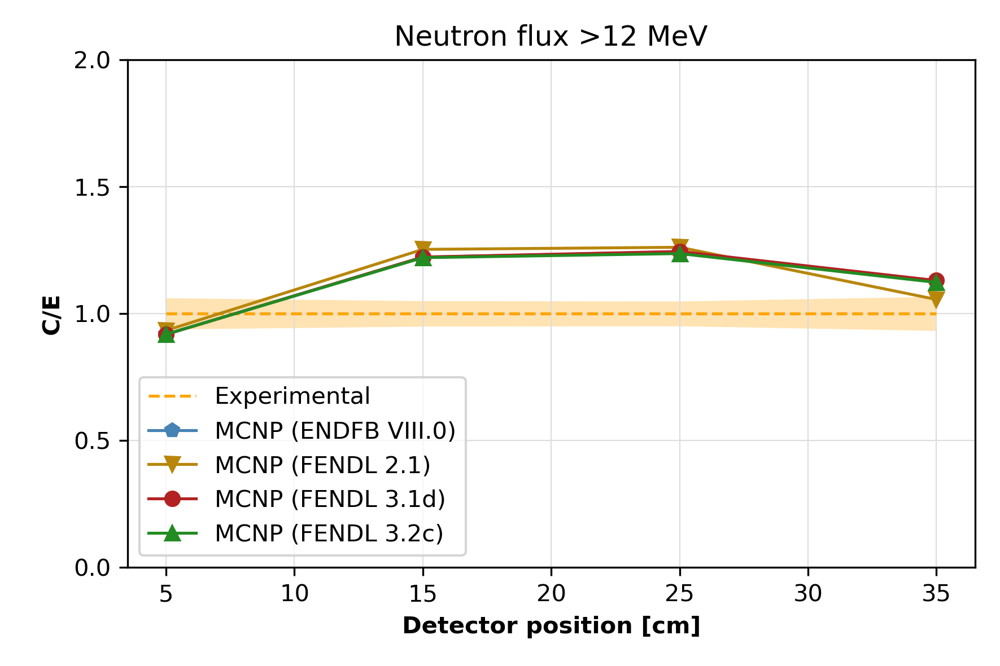 Neutron flux >12 MeV
C/E
2.0
1.5
1.0
0.5
0.0
Experimental
MCNP (ENDFB VIII.0)
MCNP (FENDL 2.1)
MCNP (FENDL 3.1d)
MCNP (FENDL 3.2c)
5 10 15 20 25 30 35
Detector position [cm]